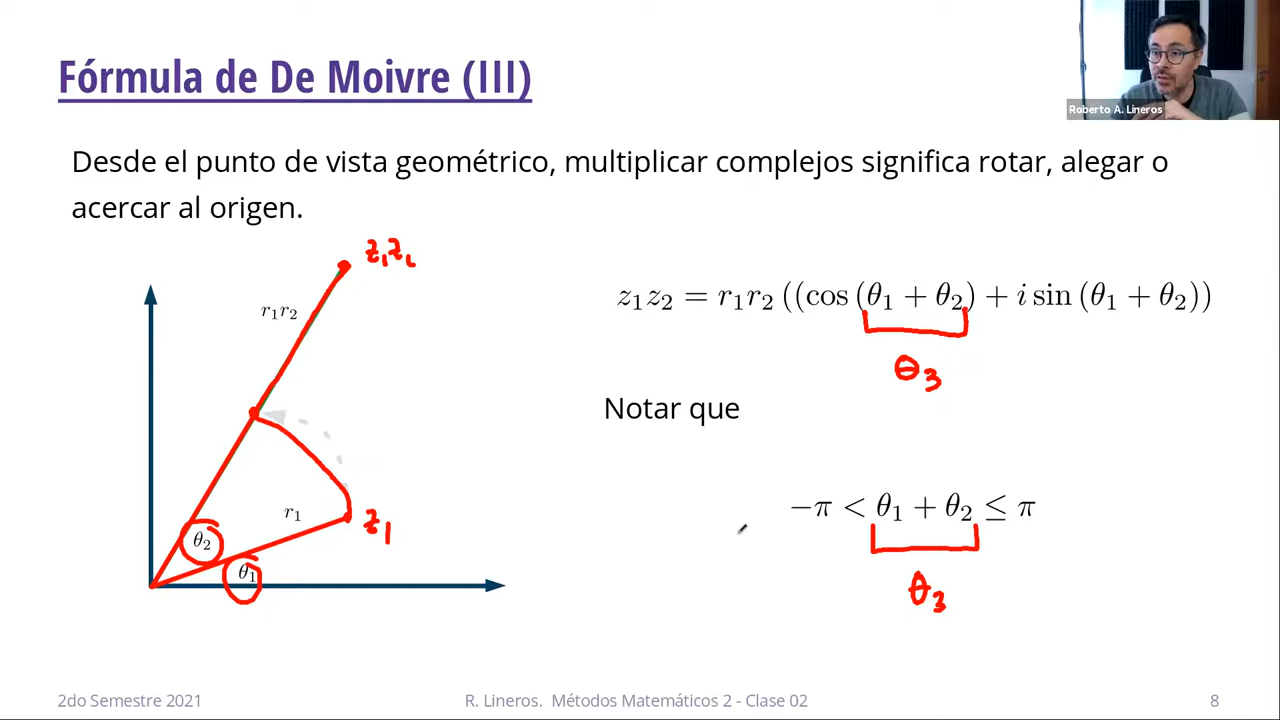 Fórmula de De Moivre (III)
Roberto A. Lineros
Desde el punto de vista geométrico, multiplicar complejos significa rotar, alegar o
acercar al origen.
z₁z₂
r₁r₂
z₁z₂ = r₁r₂ ((cos (θ₁ + θ₂) + i sin (θ₁ + θ₂))
θ₃
Notar que
r₁
z₁
θ₂
θ₁
−π < θ₁ + θ₂ ≤ π
θ₃
2do Semestre 2021
R. Lineros. Métodos Matemáticos 2 - Clase 02
8